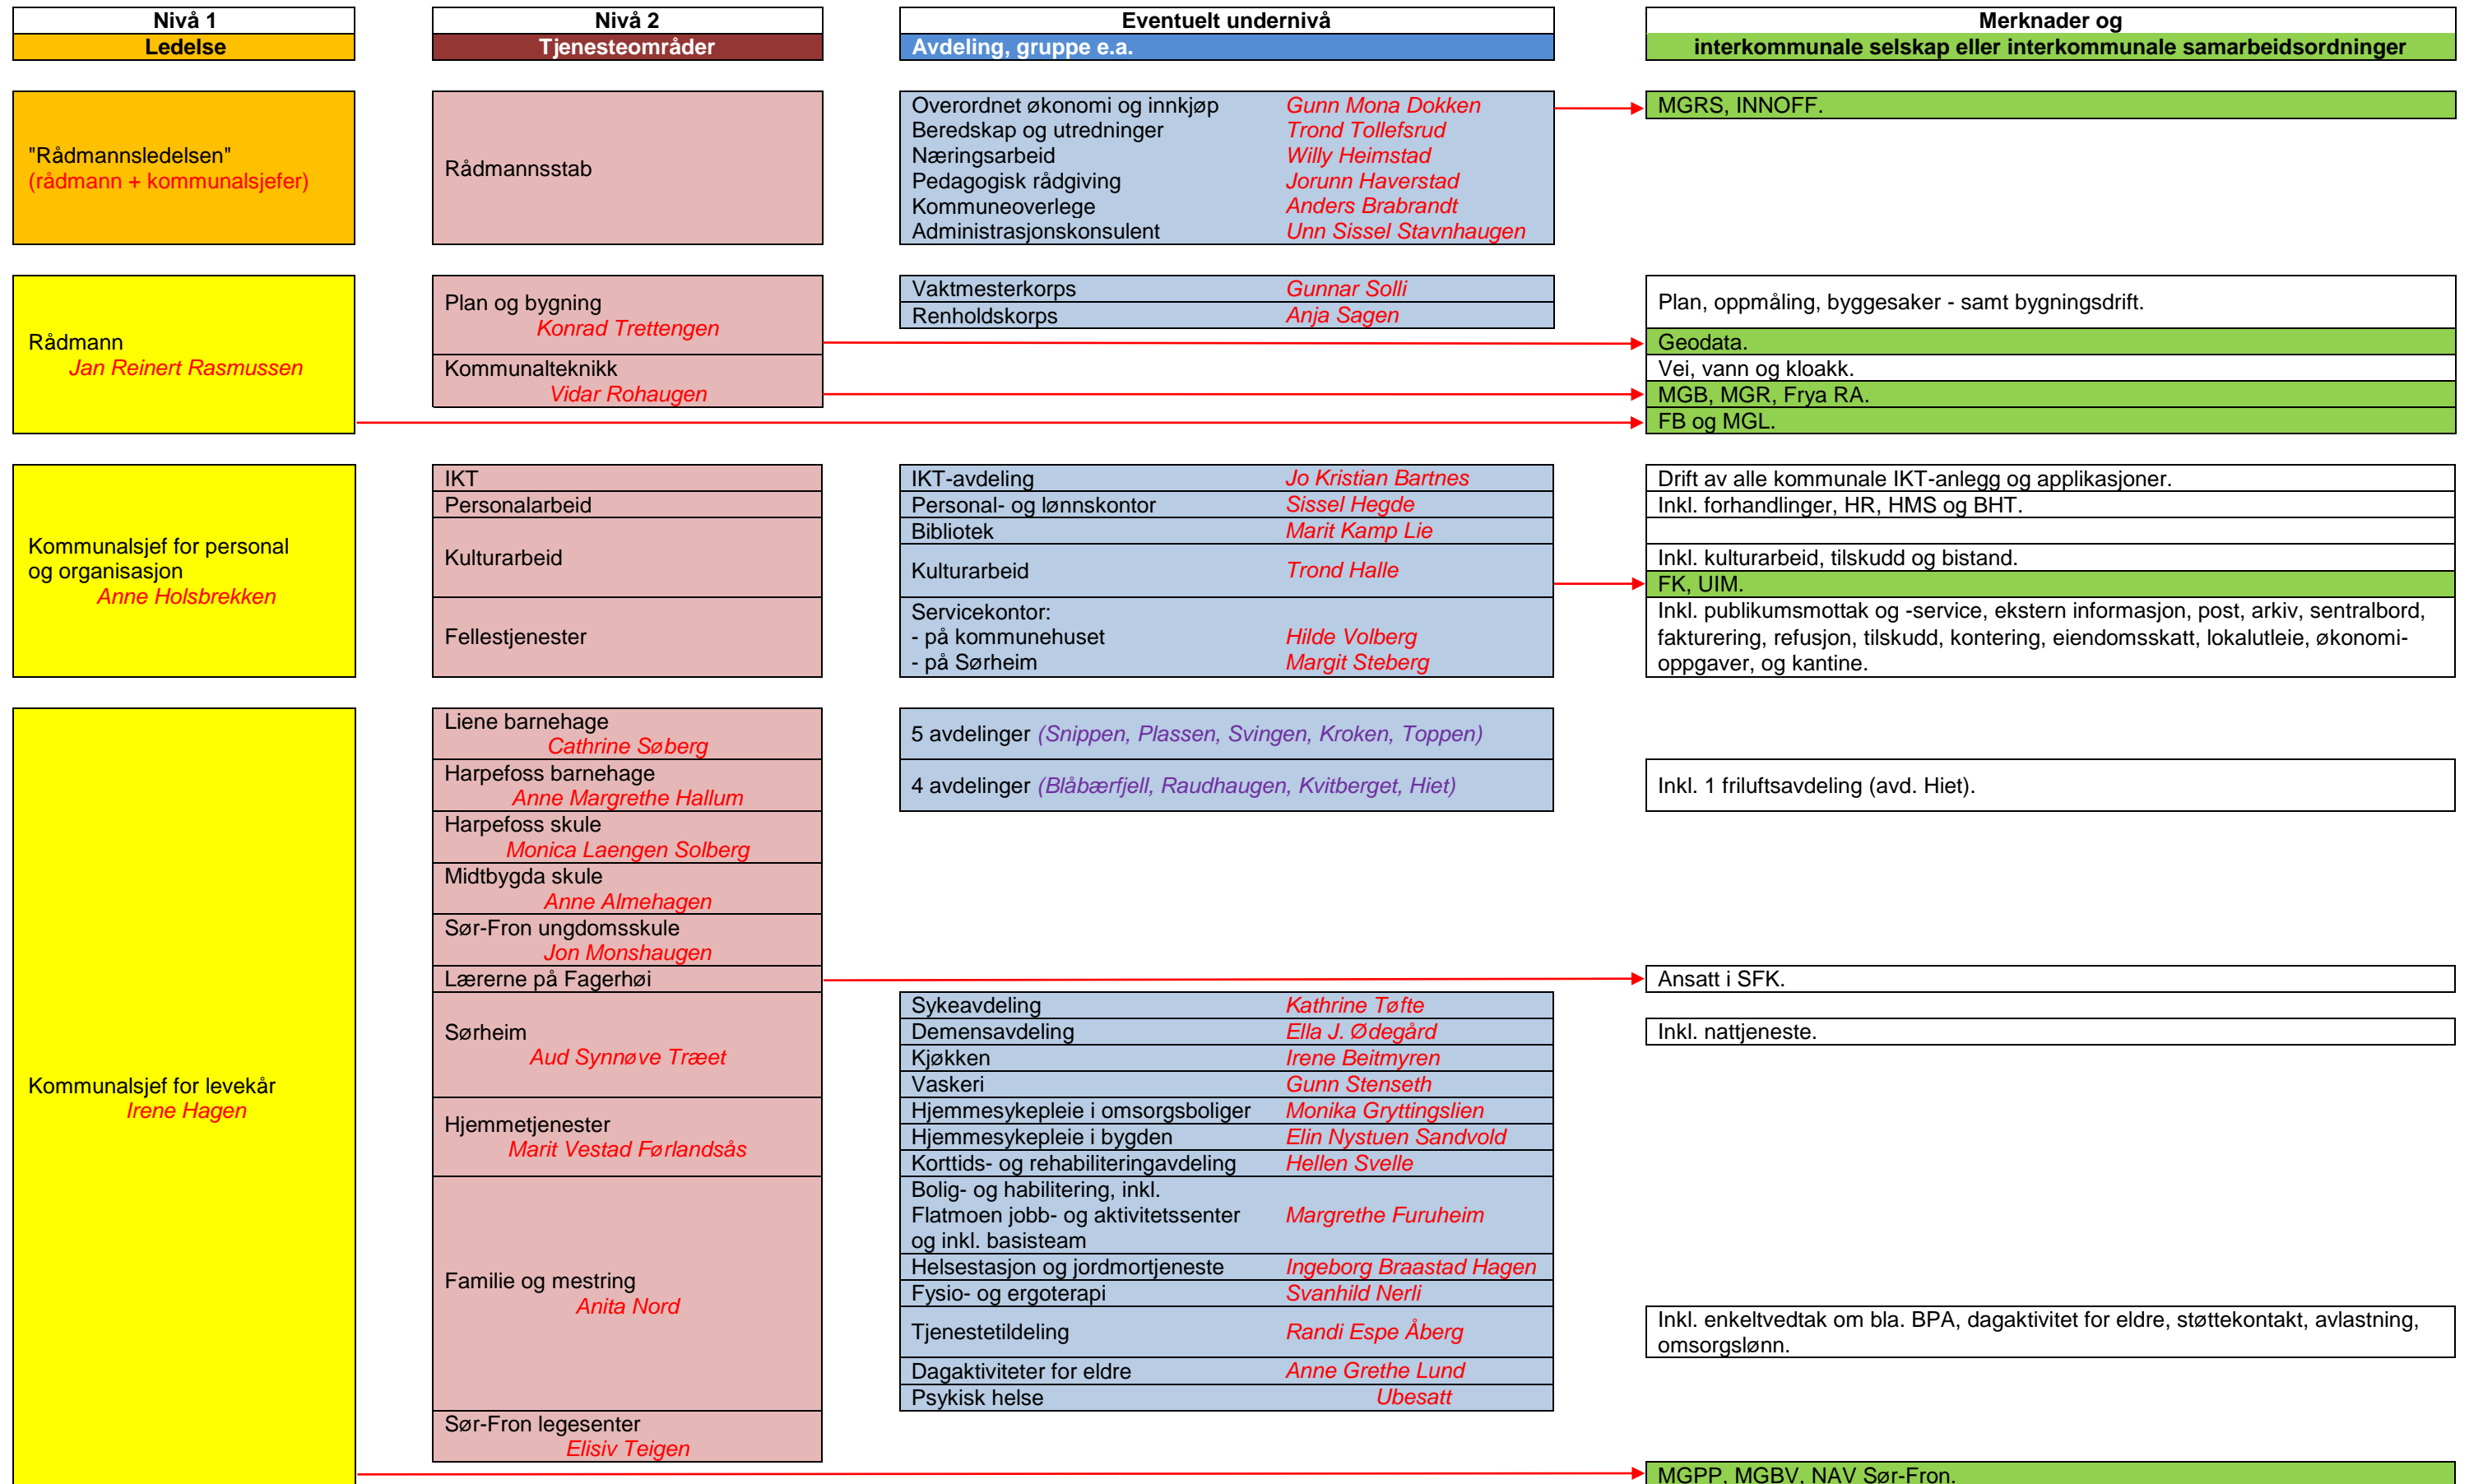 Nivå 1
Ledelse
Nivå 2
Tjenesteområder
Eventuelt undernivå
Avdeling, gruppe e.a.
Merknader og
interkommunale selskap eller interkommunale samarbeidsordninger
"Rådmannsledelsen"
(rådmann + kommunalsjefer)
Rådmannsstab
Overordnet økonomi og innkjøp Gunn Mona Dokken
Beredskap og utredninger Trond Tollefsrud
Næringsarbeid Willy Heimstad
Pedagogisk rådgiving Jorunn Haverstad
Kommuneoverlege Anders Brabrandt
Administrasjonskonsulent Unn Sissel Stavnhaugen
MGRS, INNOFF.
Rådmann
Jan Reinert Rasmussen
Plan og bygning
Konrad Trettengen
Kommunalteknikk
Vidar Rohaugen
Vaktmesterkorps Gunnar Solli
Renholdskorps Anja Sagen
Plan, oppmåling, byggesaker - samt bygningsdrift.
Geodata.
Vei, vann og kloakk.
MGB, MGR, Frya RA.
FB og MGL.
Kommunalsjef for personal
og organisasjon
Anne Holsbrekken
IKT
Personalarbeid
Kulturarbeid
Fellestjenester
IKT-avdeling Jo Kristian Bartnes
Personal- og lønnskontor Sissel Hegde
Bibliotek Marit Kamp Lie
Kulturarbeid Trond Halle
Servicekontor:
- på kommunehuset Hilde Volberg
- på Sørheim Margit Steberg
Drift av alle kommunale IKT-anlegg og applikasjoner.
Inkl. forhandlinger, HR, HMS og BHT.
Inkl. kulturarbeid, tilskudd og bistand.
FK, UIM.
Inkl. publikumsmottak og -service, ekstern informasjon, post, arkiv, sentralbord,
fakturering, refusjon, tilskudd, kontering, eiendomsskatt, lokalutleie, økonomi-
oppgaver, og kantine.
Kommunalsjef for levekår
Irene Hagen
Liene barnehage
Cathrine Søberg
Harpefoss barnehage
Anne Margrethe Hallum
Harpefoss skule
Monica Laengen Solberg
Midtbygda skule
Anne Almehagen
Sør-Fron ungdomsskule
Jon Monshaugen
Lærerne på Fagerhøi
Sørheim
Aud Synnøve Træet
Hjemmetjenester
Marit Vestad Førlandsås
Familie og mestring
Anita Nord
Sør-Fron legesenter
Elisiv Teigen
5 avdelinger (Snippen, Plassen, Svingen, Kroken, Toppen)
4 avdelinger (Blåbærfjell, Raudhaugen, Kvitberget, Hiet)
Sykeavdeling Kathrine Tøfte
Demensavdeling Ella J. Ødegård
Kjøkken Irene Beitmyren
Vaskeri Gunn Stenseth
Hjemmesykepleie i omsorgsboliger Monika Gryttingslien
Hjemmesykepleie i bygden Elin Nystuen Sandvold
Korttids- og rehabiliteringavdeling Hellen Svelle
Bolig- og habilitering, inkl.
Flatmoen jobb- og aktivitetssenter Margrethe Furuheim
og inkl. basisteam
Helsestasjon og jordmortjeneste Ingeborg Braastad Hagen
Fysio- og ergoterapi Svanhild Nerli
Tjenestetildeling Randi Espe Åberg
Dagaktiviteter for eldre Anne Grethe Lund
Psykisk helse Ubesatt
Inkl. 1 friluftsavdeling (avd. Hiet).
Ansatt i SFK.
Inkl. nattjeneste.
Inkl. enkeltvedtak om bla. BPA, dagaktivitet for eldre, støttekontakt, avlastning,
omsorgslønn.
MGPP, MGBV, NAV Sør-Fron.